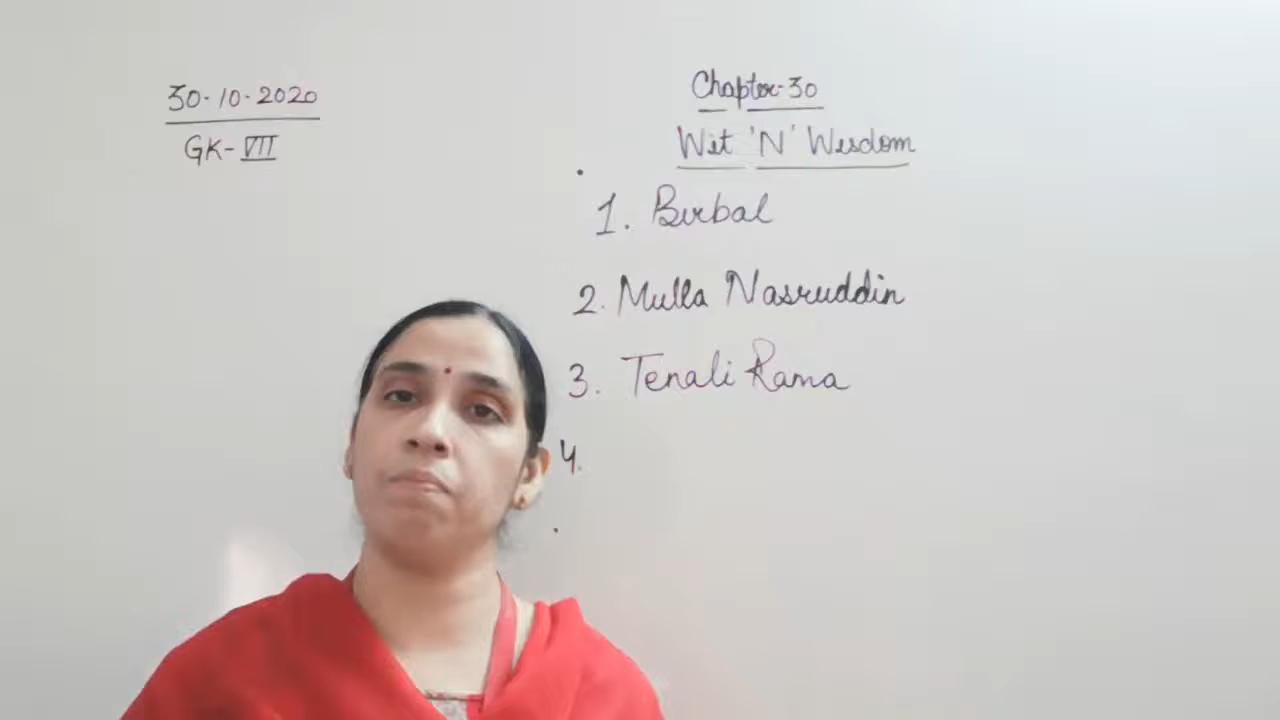 30-10-2020
GK-VII
Chapter-30
Wit 'N' Wisdom
1. Birbal
2. Mulla Nasruddin
3. Tenali Rama
4.